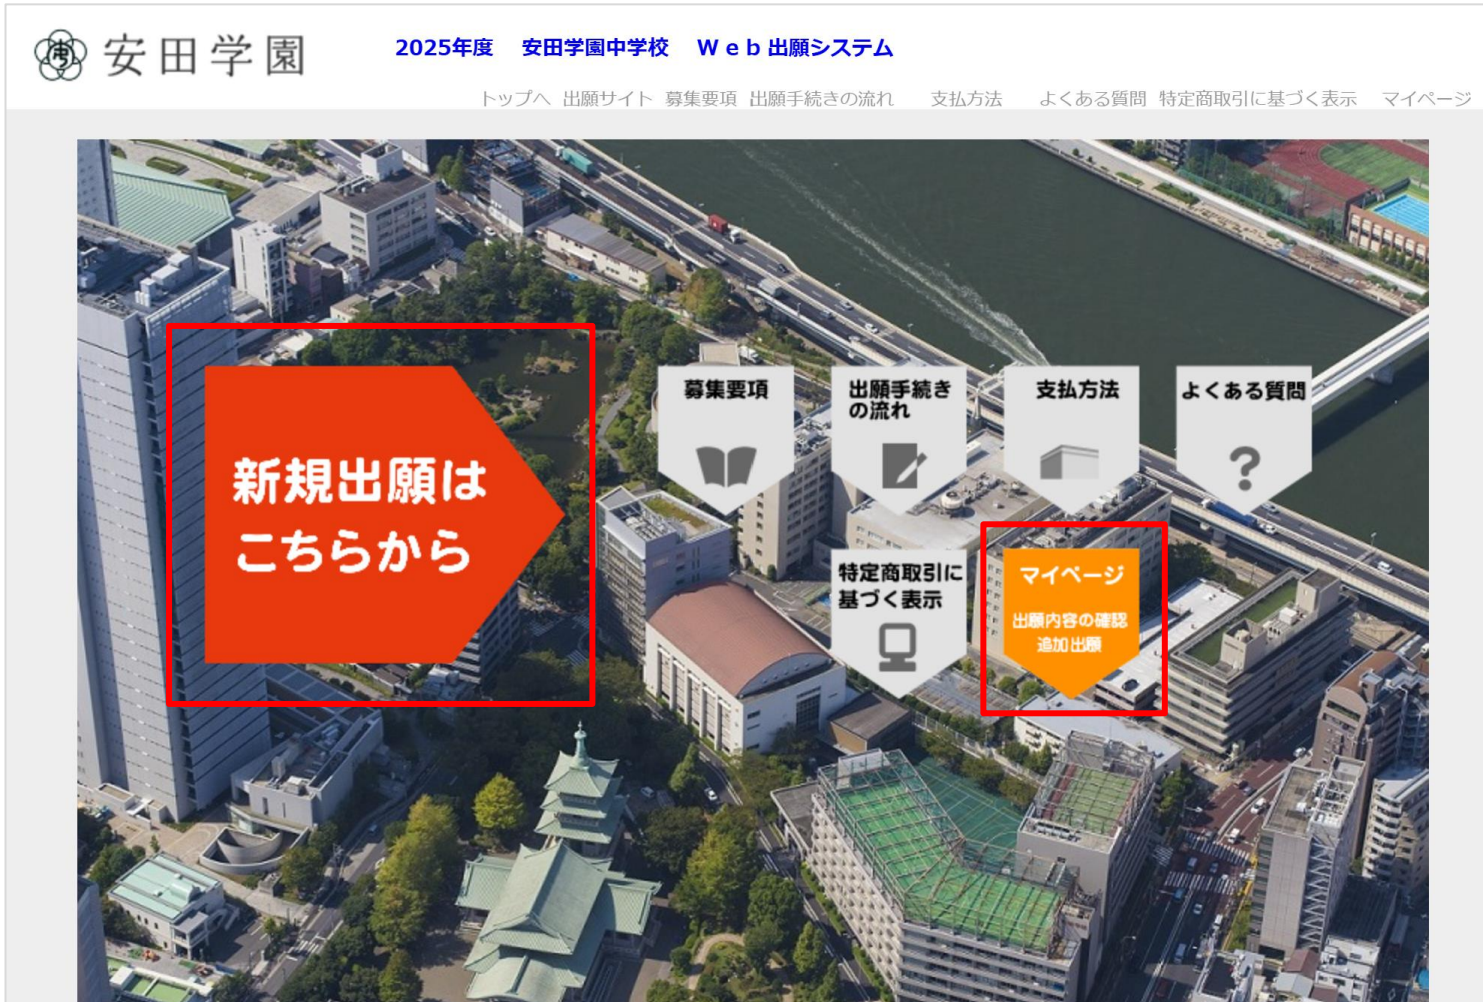 安田学園
2025年度 安田学園中学校 Ｗｅｂ出願システム
トップへ 出願サイト 募集要項 出願手続きの流れ 支払方法 よくある質問 特定商取引に基づく表示 マイページ
新規出願は
こちらから
募集要項
出願手続き
の流れ
支払方法
よくある質問
?
特定商取引に
基づく表示
マイページ
出願内容の確認
追加出願